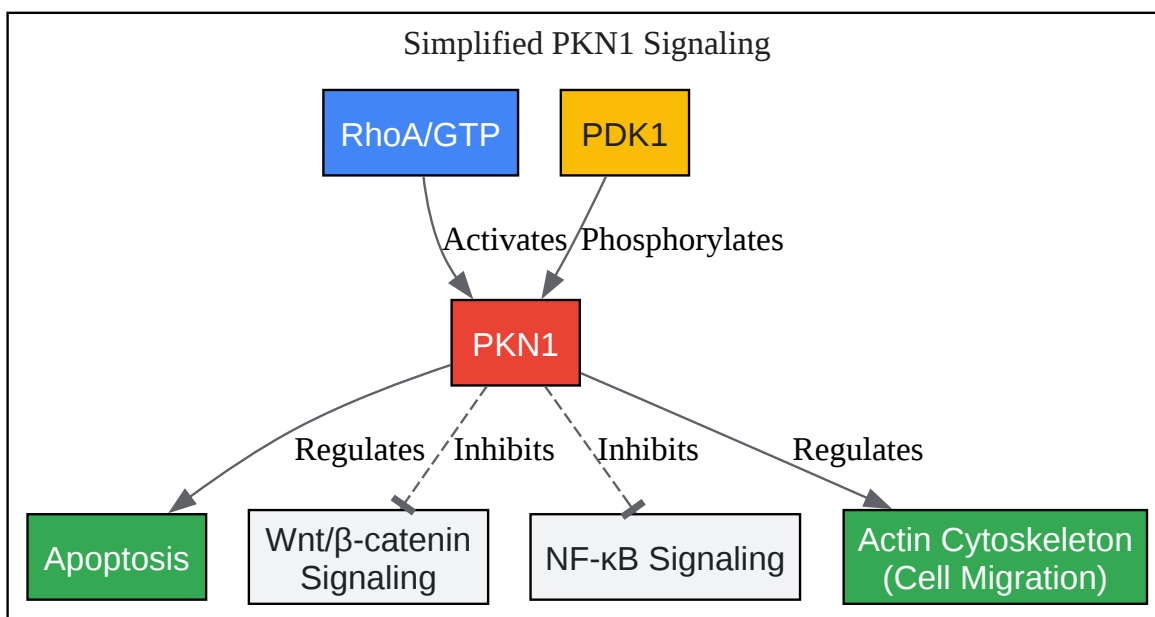 Simplified PKN1 Signaling
RhoA/GTP
PDK1
Activates
Phosphorylates
PKN1
Regulates
Inhibits
Inhibits
Regulates
Apoptosis
Wnt/β-catenin
Signaling
NF-κB Signaling
Actin Cytoskeleton
(Cell Migration)